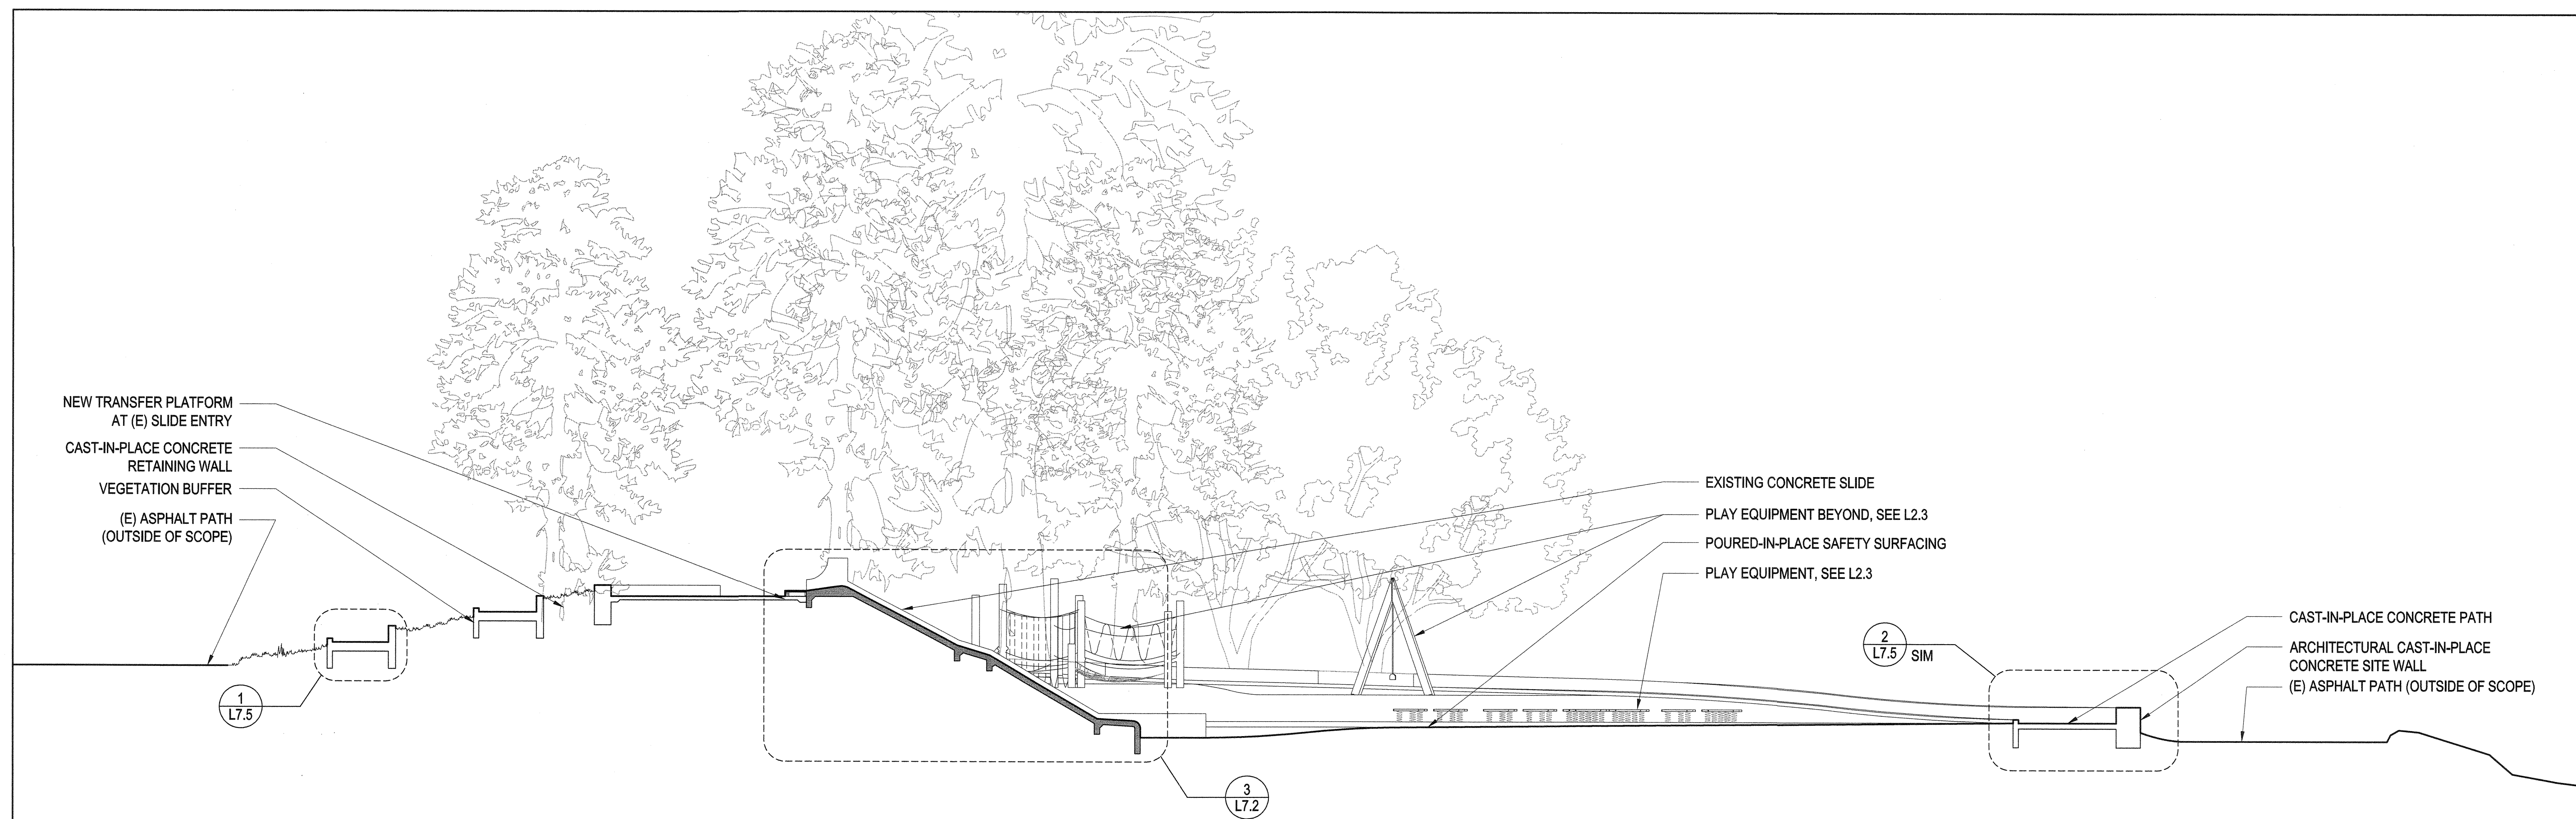 NEW TRANSFER PLATFORM
AT (E) SLIDE ENTRY
CAST-IN-PLACE CONCRETE
RETAINING WALL
VEGETATION BUFFER
(E) ASPHALT PATH
(OUTSIDE OF SCOPE)
1
L7.5
EXISTING CONCRETE SLIDE
PLAY EQUIPMENT BEYOND, SEE L2.3
POURED-IN-PLACE SAFETY SURFACING
PLAY EQUIPMENT, SEE L2.3
3
L7.2
2
L7.5 SIM
CAST-IN-PLACE CONCRETE PATH
ARCHITECTURAL CAST-IN-PLACE
CONCRETE SITE WALL
(E) ASPHALT PATH (OUTSIDE OF SCOPE)